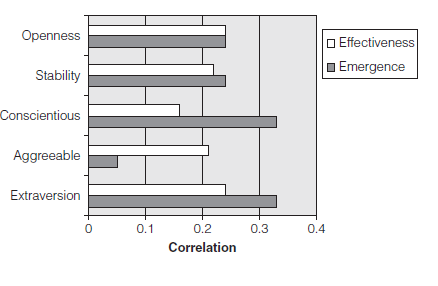 Openness
Stability
Conscientious
Aggreeable
Extraversion
0
0.1
0.2
0.3
0.4
Correlation
Effectiveness
Emergence